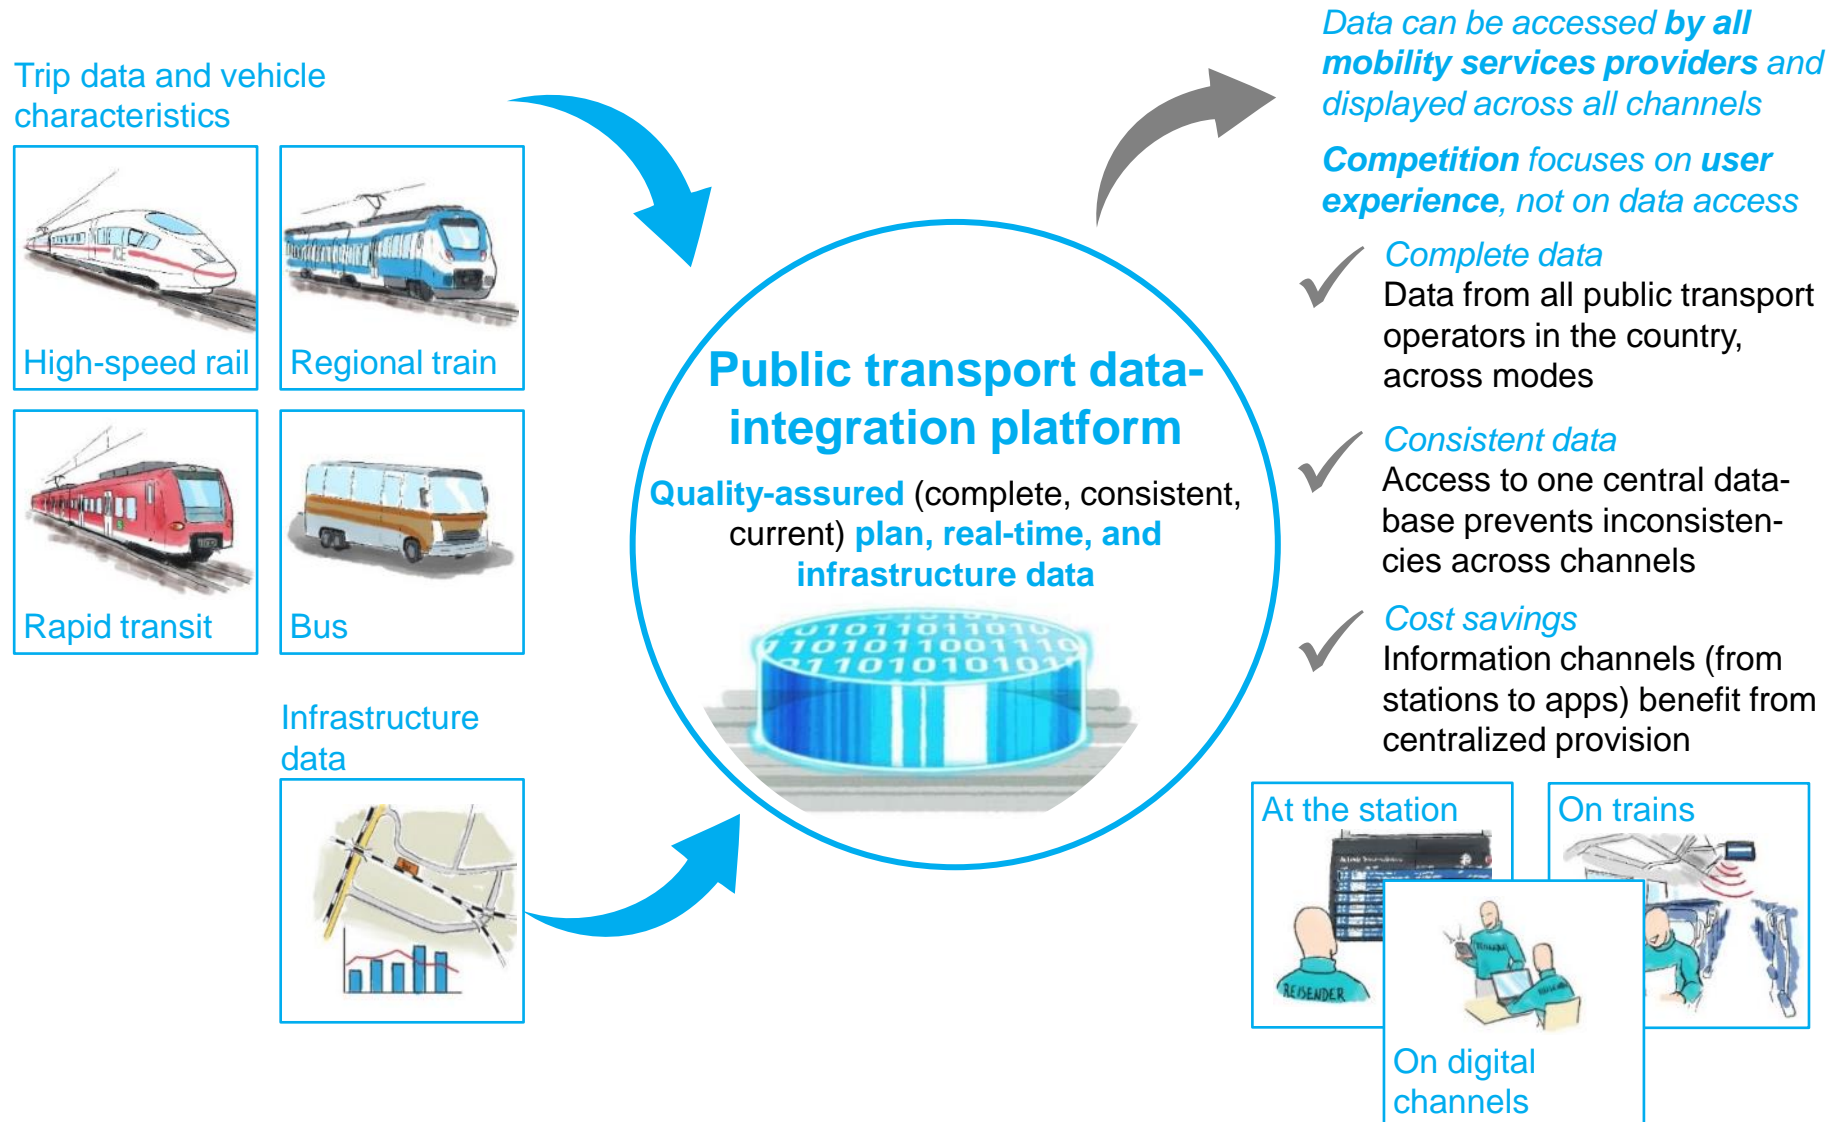 Trip data and vehicle
characteristics
High-speed rail
Regional train
Rapid transit
Bus
Infrastructure
data
Public transport data-
integration platform
Quality-assured (complete, consistent,
current) plan, real-time, and
infrastructure data
Data can be accessed by all
mobility services providers and
displayed across all channels
Competition focuses on user
experience, not on data access
Complete data
Data from all public transport
operators in the country,
across modes
Consistent data
Access to one central data-
base prevents inconsisten-
cies across channels
Cost savings
Information channels (from
stations to apps) benefit from
centralized provision
At the station
REISENDER
On trains
On digital
channels